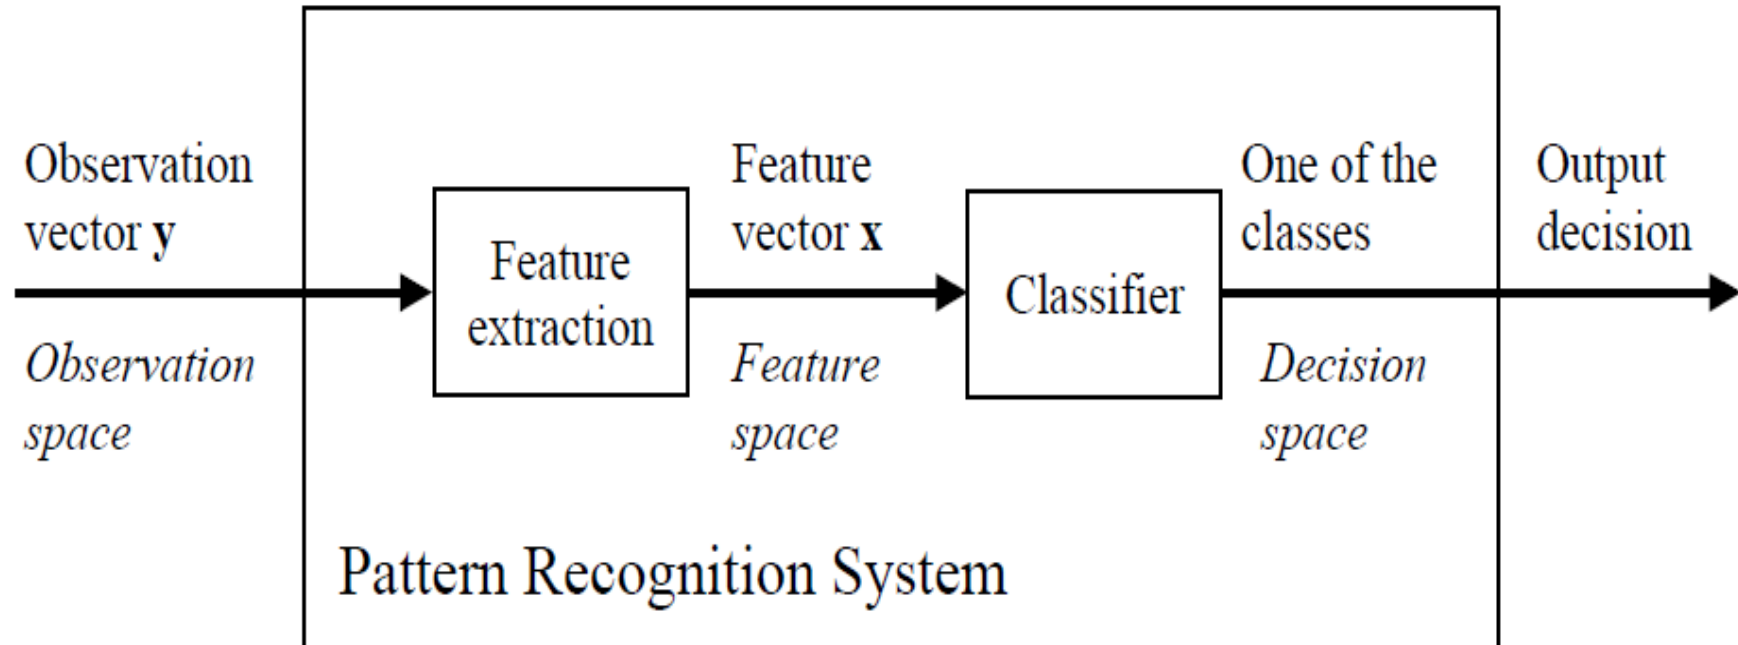 Observation
vector y
Observation
space
Feature
extraction
Feature
vector x
Feature
space
Classifier
One of the
classes
Decision
space
Output
decision
Pattern Recognition System